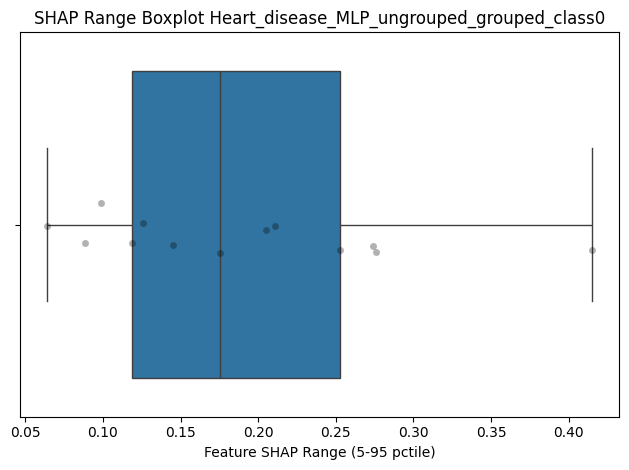 SHAP Range Boxplot Heart_disease_MLP_ungrouped_grouped_class0
0.05 0.10 0.15 0.20 0.25 0.30 0.35 0.40
Feature SHAP Range (5-95 pctile)